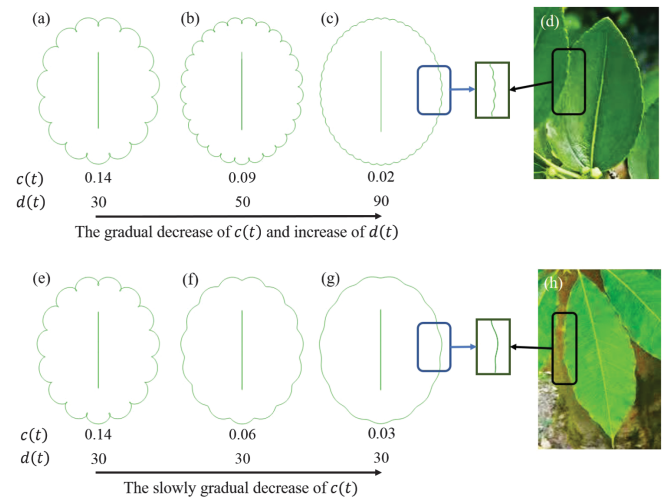 (a) (b) (c) (d)
c(t) 0.14 0.09 0.02
d(t) 30 50 90
The gradual decrease of c(t) and increase of d(t)
(e) (f) (g) (h)
c(t) 0.14 0.06 0.03
d(t) 30 30 30
The slowly gradual decrease of c(t)